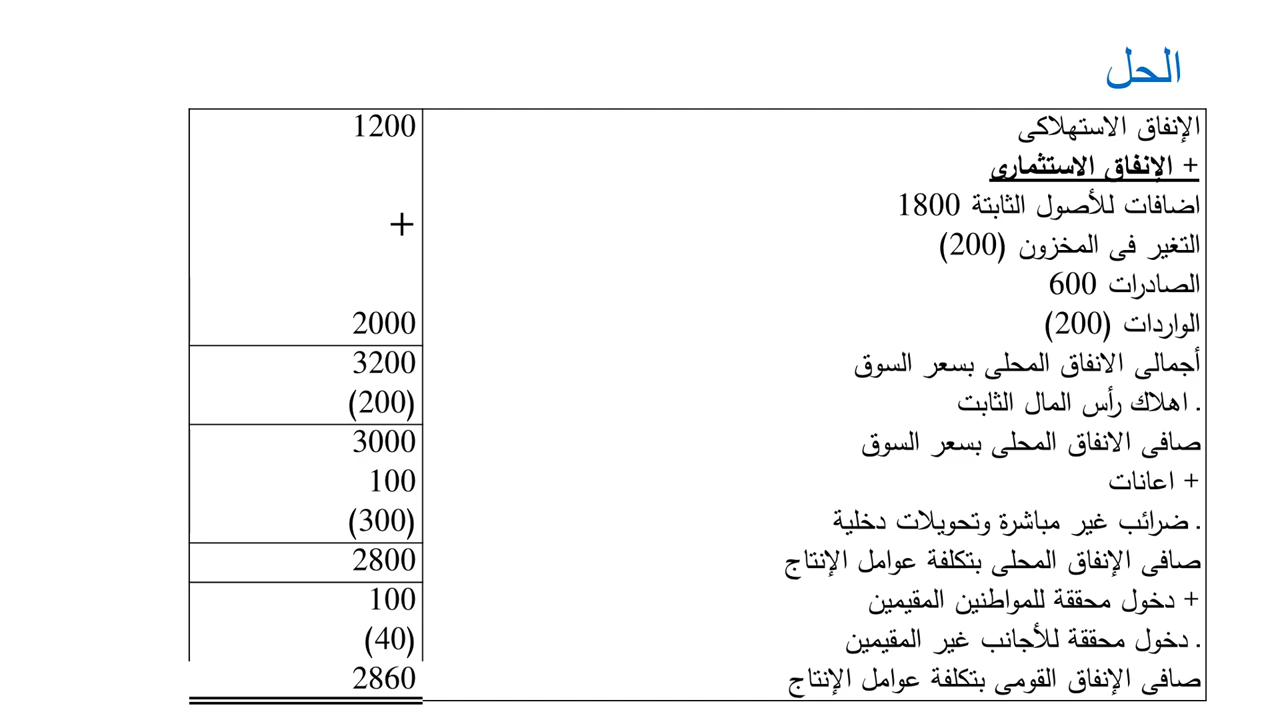 الحل
الإنفاق الاستهلاكى 1200
+ الإنفاق الاستثمارى
اضافات للأصول الثابتة 1800
+
التغير فى المخزون (200)
الصادرات 600
الواردات (200) 2000
أجمالى الانفاق المحلى بسعر السوق 3200
. اهلاك رأس المال الثابت (200)
صافى الانفاق المحلى بسعر السوق 3000
+ اعانات 100
. ضرائب غير مباشرة وتحويلات دخلية (300)
صافى الإنفاق المحلى بتكلفة عوامل الإنتاج 2800
+ دخول محققة للمواطنين المقيمين 100
. دخول محققة للأجانب غير المقيمين (40)
صافى الإنفاق القومى بتكلفة عوامل الإنتاج 2860